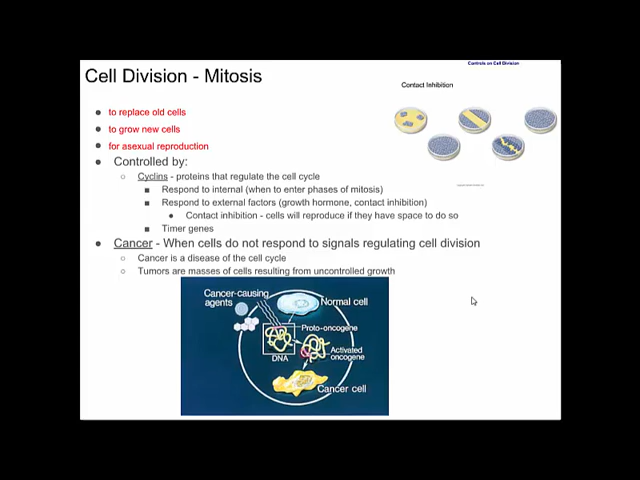 Controls on Cell Division
Cell Division - Mitosis
Contact Inhibition
to replace old cells
to grow new cells
for asexual reproduction
Controlled by:
Cyclins - proteins that regulate the cell cycle
Respond to internal (when to enter phases of mitosis)
Respond to external factors (growth hormone, contact inhibition)
Contact inhibition - cells will reproduce if they have space to do so
Timer genes
Cancer - When cells do not respond to signals regulating cell division
Cancer is a disease of the cell cycle
Tumors are masses of cells resulting from uncontrolled growth
Cancer-causing
agents
Normal cell
Proto-oncogene
DNA
Activated
oncogene
Cancer cell